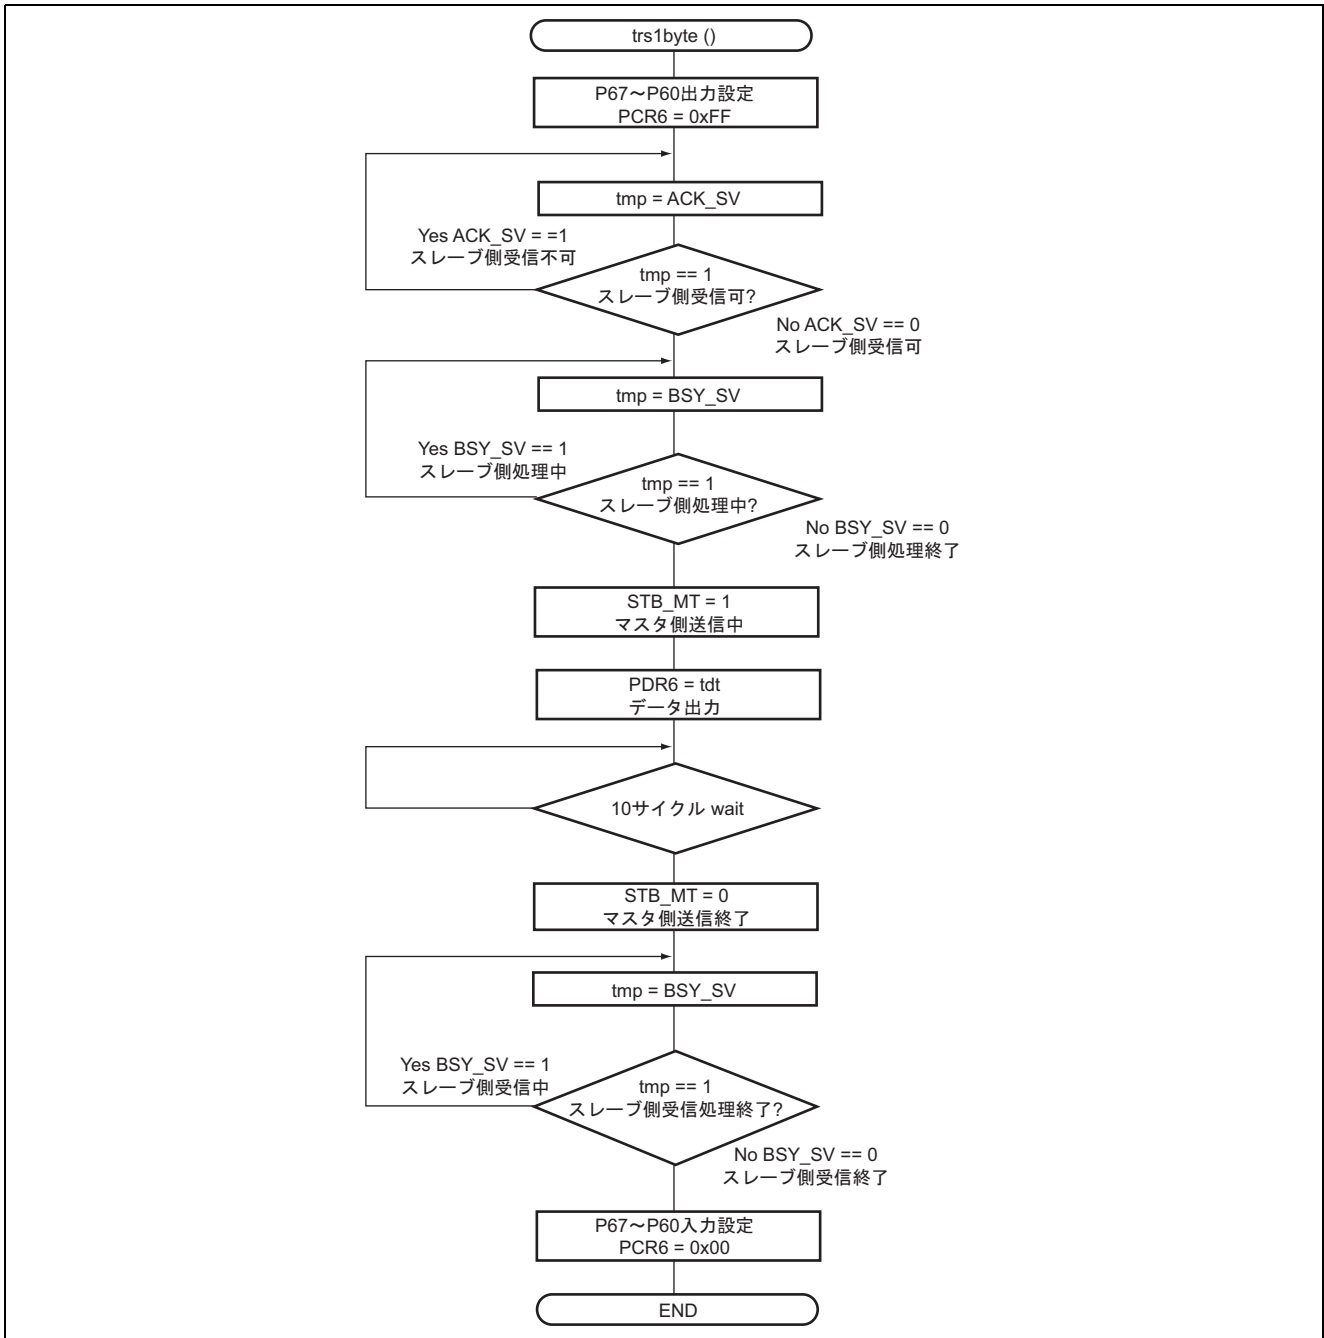 trs1byte ()
P67～P60出力設定
PCR6 = 0xFF
tmp = ACK_SV
Yes ACK_SV = =1
スレーブ側受信不可
tmp == 1
スレーブ側受信可?
No ACK_SV == 0
スレーブ側受信可
tmp = BSY_SV
Yes BSY_SV == 1
スレーブ側処理中
tmp == 1
スレーブ側処理中?
No BSY_SV == 0
スレーブ側処理終了
STB_MT = 1
マスタ側送信中
PDR6 = tdt
データ出力
10サイクル wait
STB_MT = 0
マスタ側送信終了
tmp = BSY_SV
Yes BSY_SV == 1
スレーブ側受信中
tmp == 1
スレーブ側受信処理終了?
No BSY_SV == 0
スレーブ側受信終了
P67～P60入力設定
PCR6 = 0x00
END